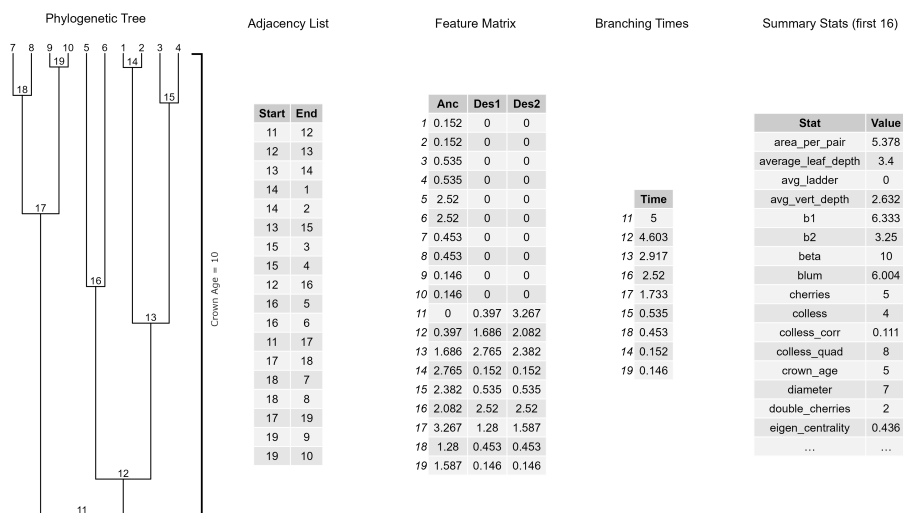 Phylogenetic Tree
7 8 9 10 5 6 1 2 3 4
19
14
18
15
17
16
13
12
11
Crown Age = 10
Adjacency List
Start End
11 12
12 13
13 14
14 1
14 2
13 15
15 3
15 4
12 16
16 5
16 6
11 17
17 18
18 7
18 8
17 19
19 9
19 10
Feature Matrix
Anc Des1 Des2
1 0.152 0 0
2 0.152 0 0
3 0.535 0 0
4 0.535 0 0
5 2.52 0 0
6 2.52 0 0
7 0.453 0 0
8 0.453 0 0
9 0.146 0 0
10 0.146 0 0
11 0 0.397 3.267
12 0.397 1.686 2.082
13 1.686 2.765 2.382
14 2.765 0.152 0.152
15 2.382 0.535 0.535
16 2.082 2.52 2.52
17 3.267 1.28 1.587
18 1.28 0.453 0.453
19 1.587 0.146 0.146
Branching Times
Time
11 5
12 4.603
13 2.917
16 2.52
17 1.733
15 0.535
18 0.453
14 0.152
19 0.146
Summary Stats (first 16)
Stat Value
area_per_pair 5.378
average_leaf_depth 3.4
avg_ladder 0
avg_vert_depth 2.632
b1 6.333
b2 3.25
beta 10
blum 6.004
cherries 5
colless 4
colless_corr 0.111
colless_quad 8
crown_age 5
diameter 7
double_cherries 2
eigen_centrality 0.436
... ...